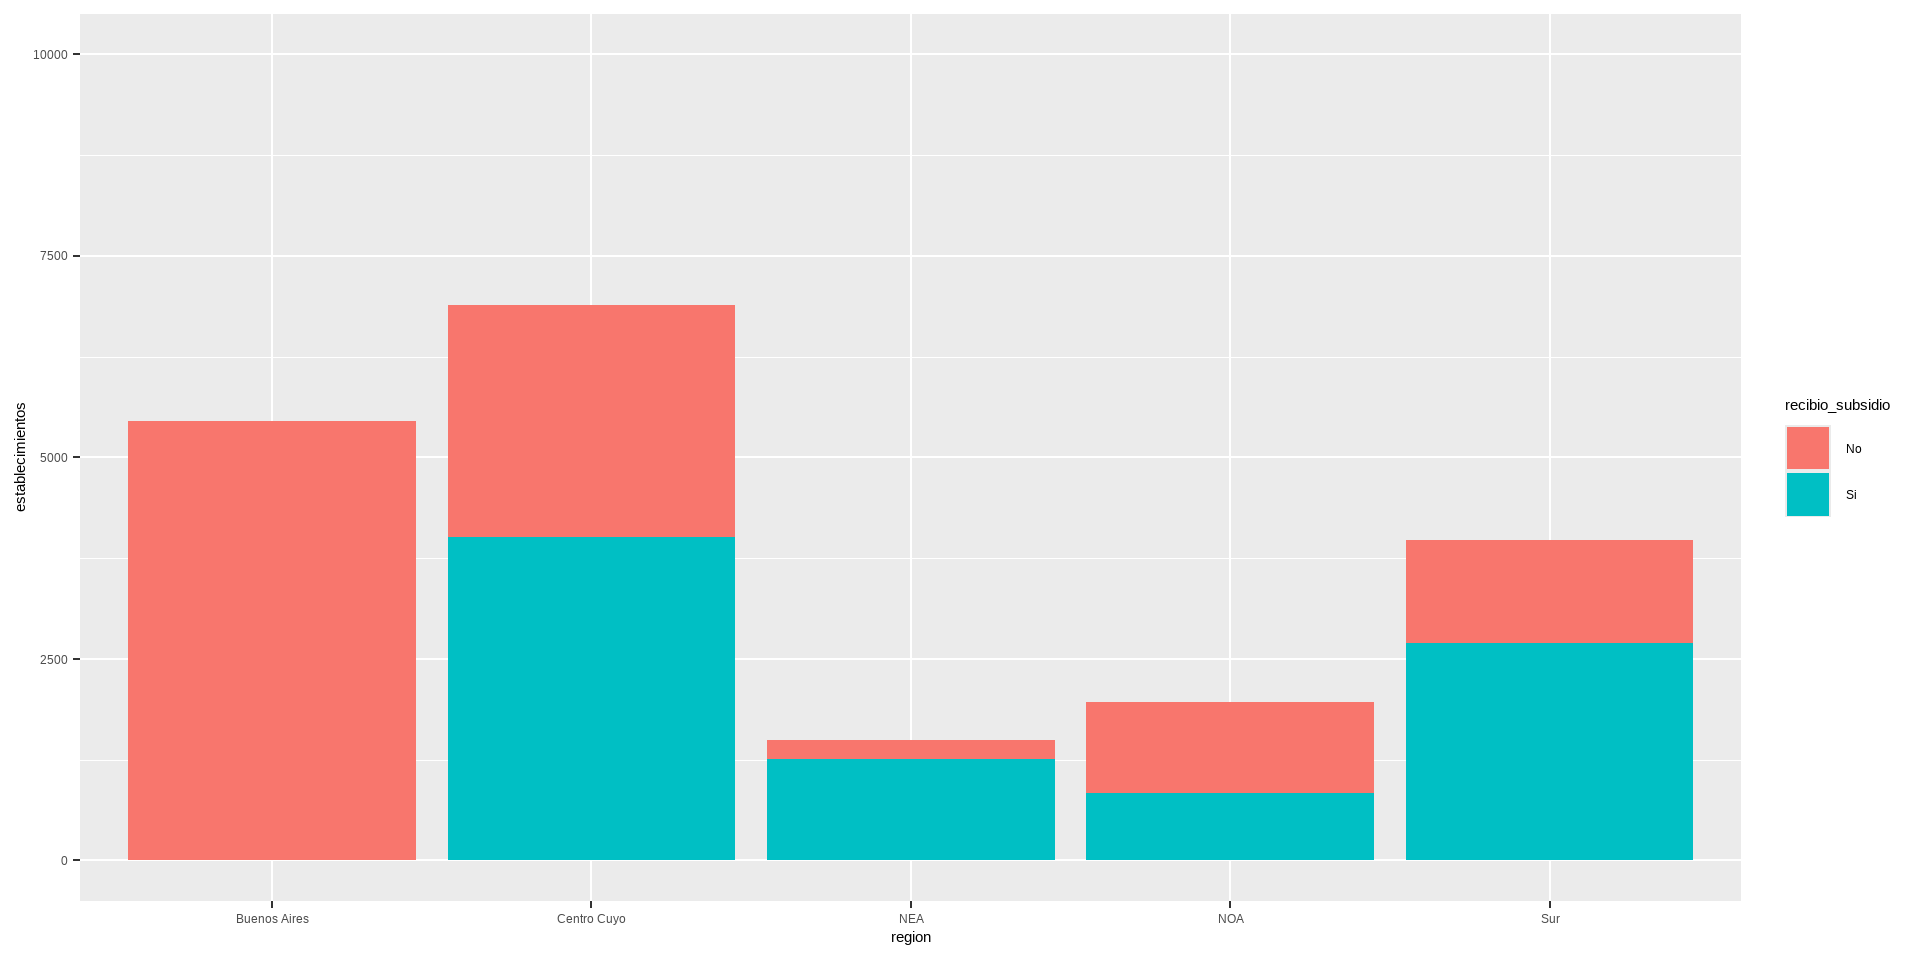 10000
7500
5000
2500
0
establecimientos
Buenos Aires
Centro Cuyo
NEA
NOA
Sur
region
recibio_subsidio
No
Si